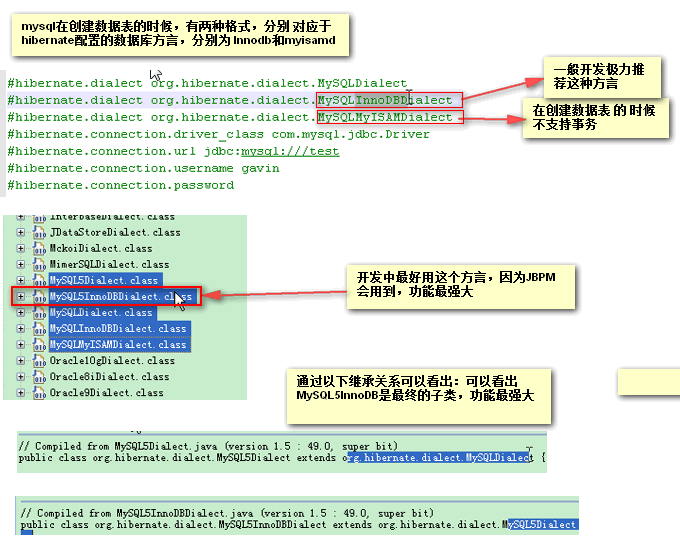 mysql在创建数据表的时候，有两种格式，分别 对应于
hibernate配置的数据库方言，分别为 Innodb和myisamd
#hibernate.dialect org.hibernate.dialect.MySQLDialect
#hibernate.dialect org.hibernate.dialect.MySQLInnoDBDialect
#hibernate.dialect org.hibernate.dialect.MySQLMyISAMDialect
#hibernate.connection.driver_class com.mysql.jdbc.Driver
#hibernate.connection.url jdbc:mysql:///test
#hibernate.connection.username gavin
#hibernate.connection.password
一般开发极力推
荐这种方言
在创建数据表 的 时候
不支持事务
InterbaseDialect.class
JDataStoreDialect.class
MckoiDialect.class
MimerSQLDialect.class
MySQL5Dialect.class
MySQL5InnoDBDialect.class
MySQLDialect.class
MySQLInnoDBDialect.class
MySQLMyISAMDialect.class
Oracle10gDialect.class
Oracle8iDialect.class
Oracle9Dialect.class
开发中最好用这个方言，因为JBPM
会用到，功能最强大
通过以下继承关系可以看出：可以看出
MySQL5InnoDB是最终的子类，功能最强大
// Compiled from MySQL5Dialect.java (version 1.5 : 49.0, super bit)
public class org.hibernate.dialect.MySQL5Dialect extends org.hibernate.dialect.MySQLDialect {
// Compiled from MySQL5InnoDBDialect.java (version 1.5 : 49.0, super bit)
public class org.hibernate.dialect.MySQL5InnoDBDialect extends org.hibernate.dialect.MySQL5Dialect